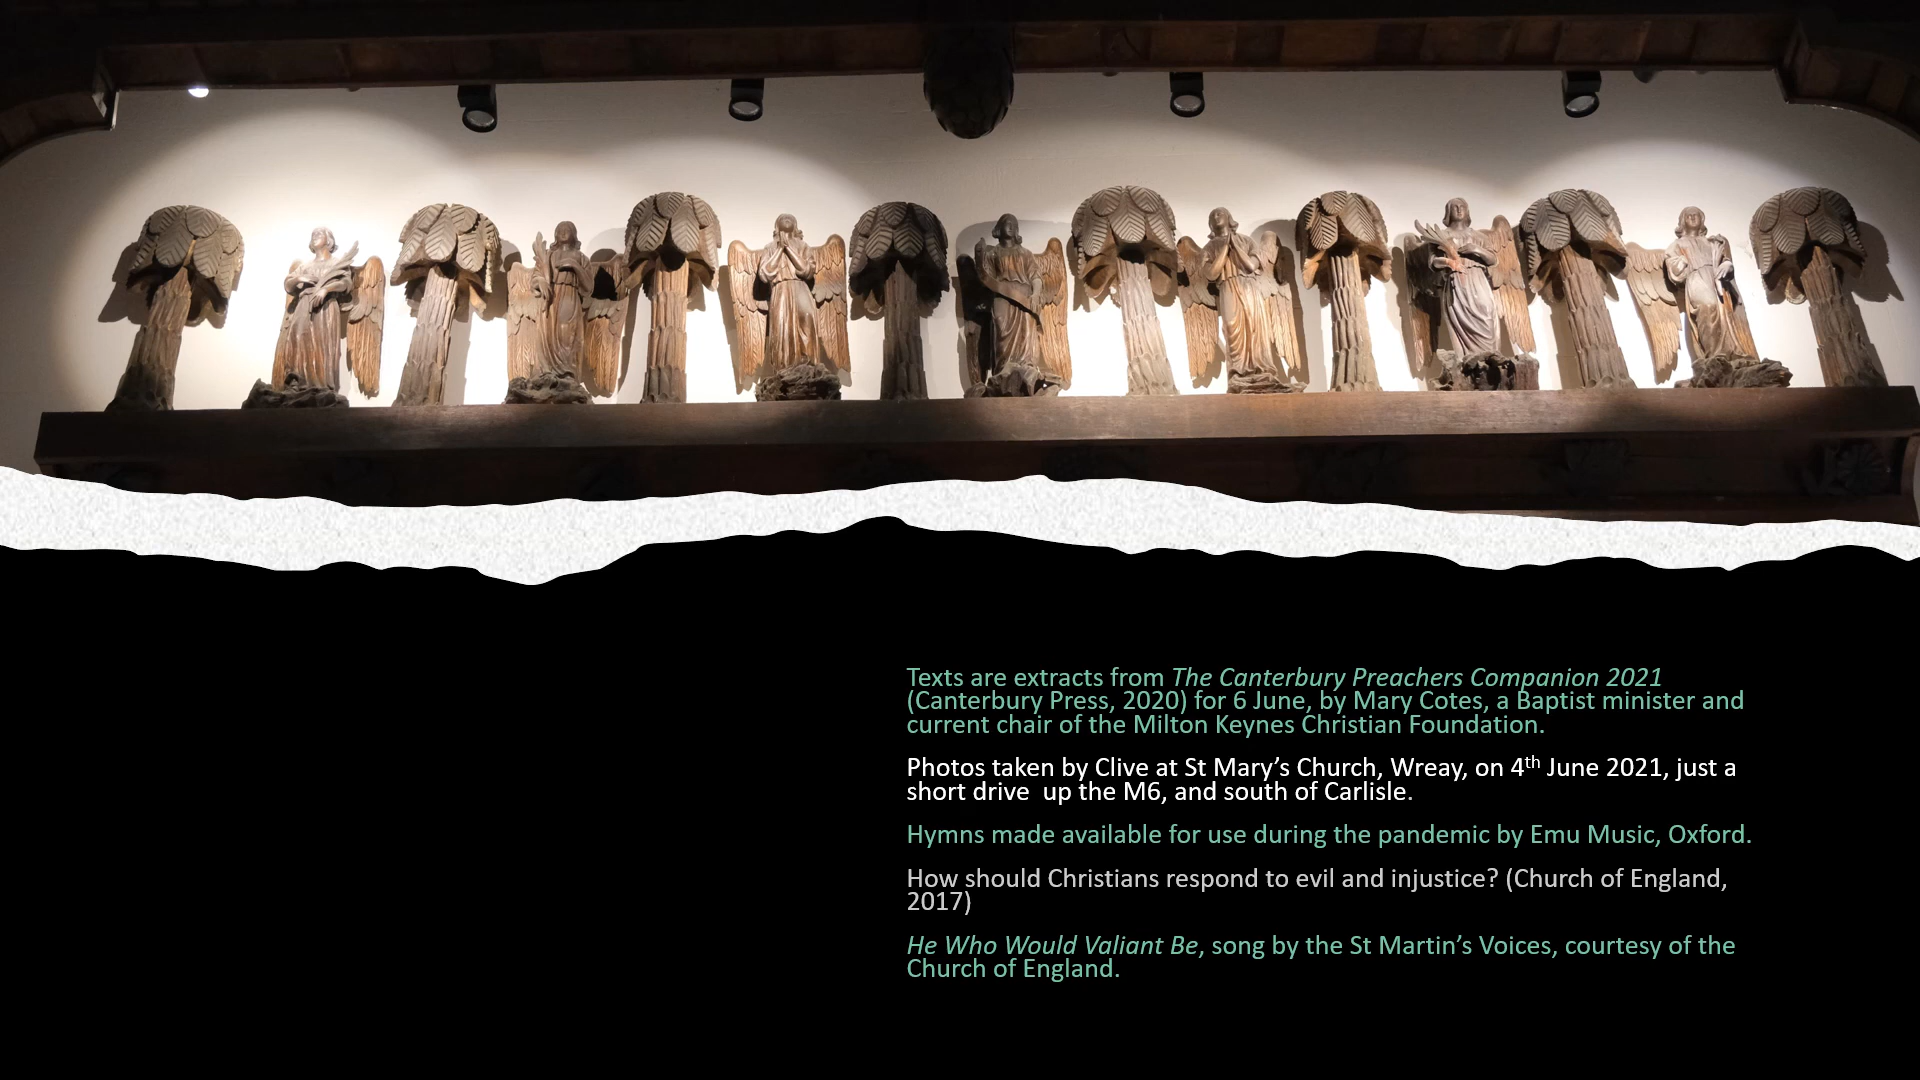 Texts are extracts from The Canterbury Preachers Companion 2021
(Canterbury Press, 2020) for 6 June, by Mary Cotes, a Baptist minister and
current chair of the Milton Keynes Christian Foundation.
Photos taken by Clive at St Mary’s Church, Wreay, on 4th June 2021, just a
short drive  up the M6, and south of Carlisle.
Hymns made available for use during the pandemic by Emu Music, Oxford.
How should Christians respond to evil and injustice? (Church of England,
2017)
He Who Would Valiant Be, song by the St Martin’s Voices, courtesy of the
Church of England.